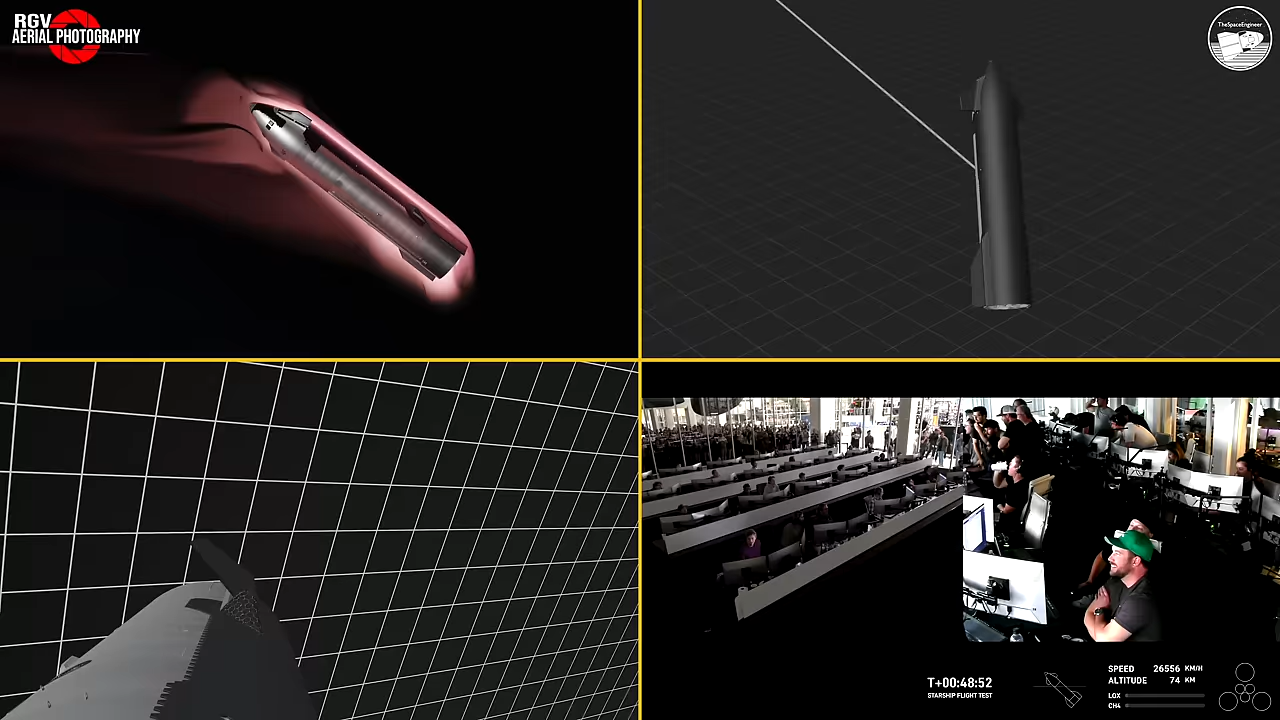 RGV
AERIAL PHOTOGRAPHY
TheSpaceEngineer
T+00:48:52
STARSHIP FLIGHT TEST
SPEED 26556 KM/H
ALTITUDE 74 KM
LOX
CH4